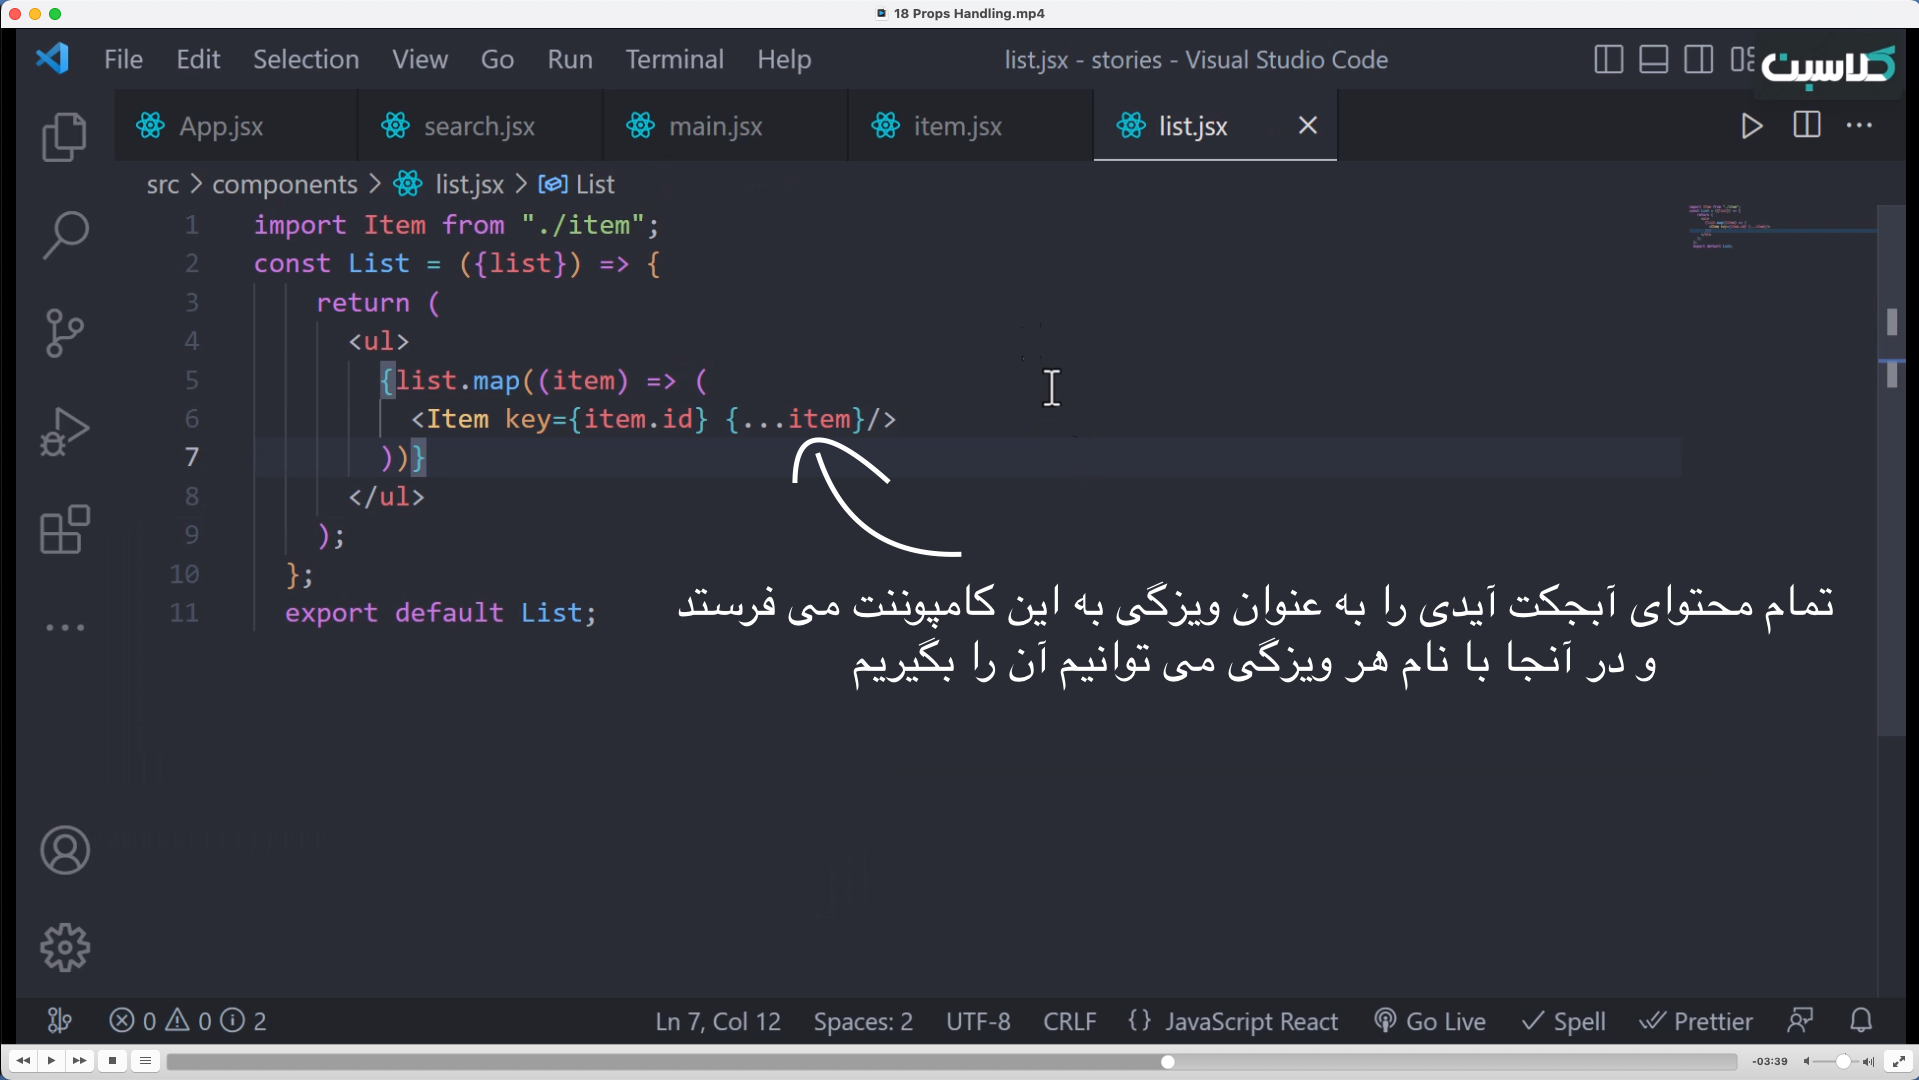 18 Props Handling.mp4
File Edit Selection View Go Run Terminal Help
list.jsx - stories - Visual Studio Code
کلاسبن
App.jsx search.jsx main.jsx item.jsx list.jsx
src > components > list.jsx > List
1 import Item from "./item";
2 const List = ({list}) => {
3 return (
4 <ul>
5 {list.map((item) => (
6 <Item key={item.id} {...item}/>
7 ))}
8 </ul>
9 );
10 };
11 export default List;
تمام محتوای آبجکت آیدی را به عنوان ویزگی به این کامپوننت می فرستد
و در آنجا با نام هر ویزگی می توانیم آن را بگیریم
0 0 2
Ln 7, Col 12 Spaces: 2 UTF-8 CRLF {} JavaScript React Go Live Spell Prettier
-03:39